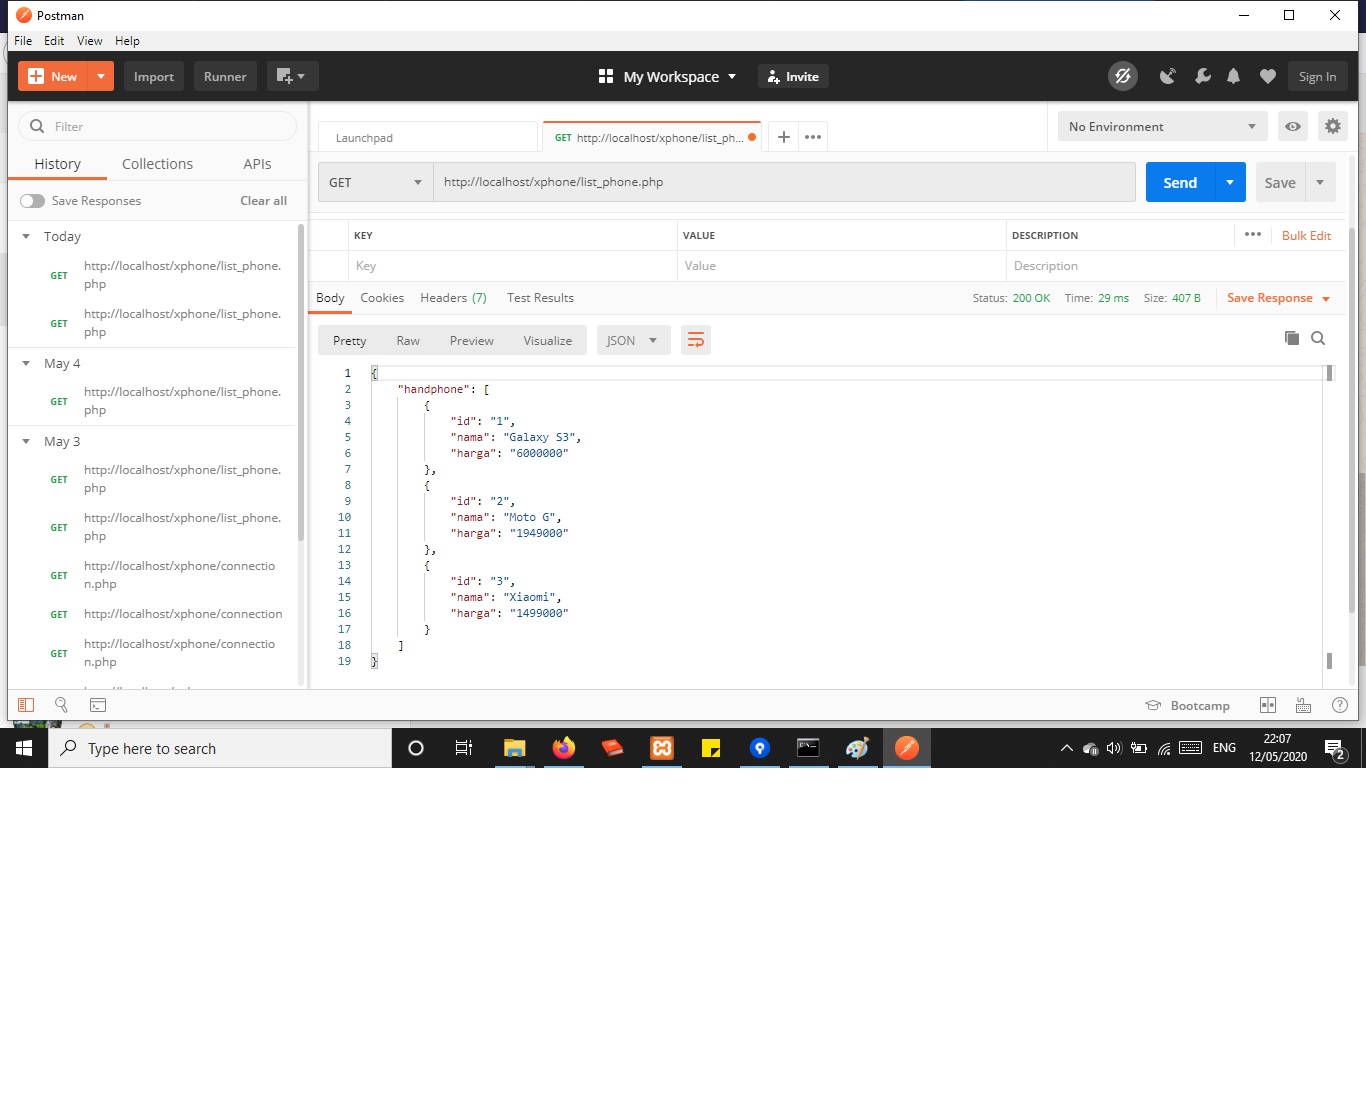 Postman
File Edit View Help
New Import Runner My Workspace Invite Sign In
Filter
History Collections APIs
Save Responses Clear all
Today
GET http://localhost/xphone/list_phone.
php
GET http://localhost/xphone/list_phone.
php
May 4
GET http://localhost/xphone/list_phone.
php
May 3
GET http://localhost/xphone/list_phone.
php
GET http://localhost/xphone/list_phone.
php
GET http://localhost/xphone/connectio
n.php
GET http://localhost/xphone/connection
GET http://localhost/xphone/connectio
n.php
Launchpad GET http://localhost/xphone/list_ph... + ••• No Environment
GET http://localhost/xphone/list_phone.php Send Save
KEY VALUE DESCRIPTION ••• Bulk Edit
Key Value Description
Body Cookies Headers (7) Test Results Status: 200 OK Time: 29 ms Size: 407 B Save Response
Pretty Raw Preview Visualize JSON
1 {
2 "handphone": [
3 {
4 "id": "1",
5 "nama": "Galaxy S3",
6 "harga": "6000000"
7 },
8 {
9 "id": "2",
10 "nama": "Moto G",
11 "harga": "1949000"
12 },
13 {
14 "id": "3",
15 "nama": "Xiaomi",
16 "harga": "1499000"
17 }
18 ]
19 }
Bootcamp
Type here to search ENG 22:07
12/05/2020 2